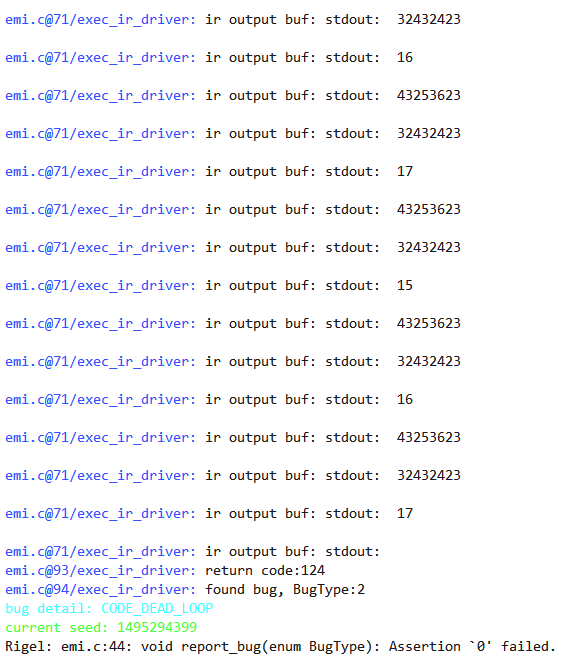 emi.c@71/exec_ir_driver: ir output buf: stdout:  32432423
emi.c@71/exec_ir_driver: ir output buf: stdout:  16
emi.c@71/exec_ir_driver: ir output buf: stdout:  43253623
emi.c@71/exec_ir_driver: ir output buf: stdout:  32432423
emi.c@71/exec_ir_driver: ir output buf: stdout:  17
emi.c@71/exec_ir_driver: ir output buf: stdout:  43253623
emi.c@71/exec_ir_driver: ir output buf: stdout:  32432423
emi.c@71/exec_ir_driver: ir output buf: stdout:  15
emi.c@71/exec_ir_driver: ir output buf: stdout:  43253623
emi.c@71/exec_ir_driver: ir output buf: stdout:  32432423
emi.c@71/exec_ir_driver: ir output buf: stdout:  16
emi.c@71/exec_ir_driver: ir output buf: stdout:  43253623
emi.c@71/exec_ir_driver: ir output buf: stdout:  32432423
emi.c@71/exec_ir_driver: ir output buf: stdout:  17
emi.c@71/exec_ir_driver: ir output buf: stdout:
emi.c@93/exec_ir_driver: return code:124
emi.c@94/exec_ir_driver: found bug, BugType:2
bug detail: CODE_DEAD_LOOP
current seed: 1495294399
Rigel: emi.c:44: void report_bug(enum BugType): Assertion `0' failed.